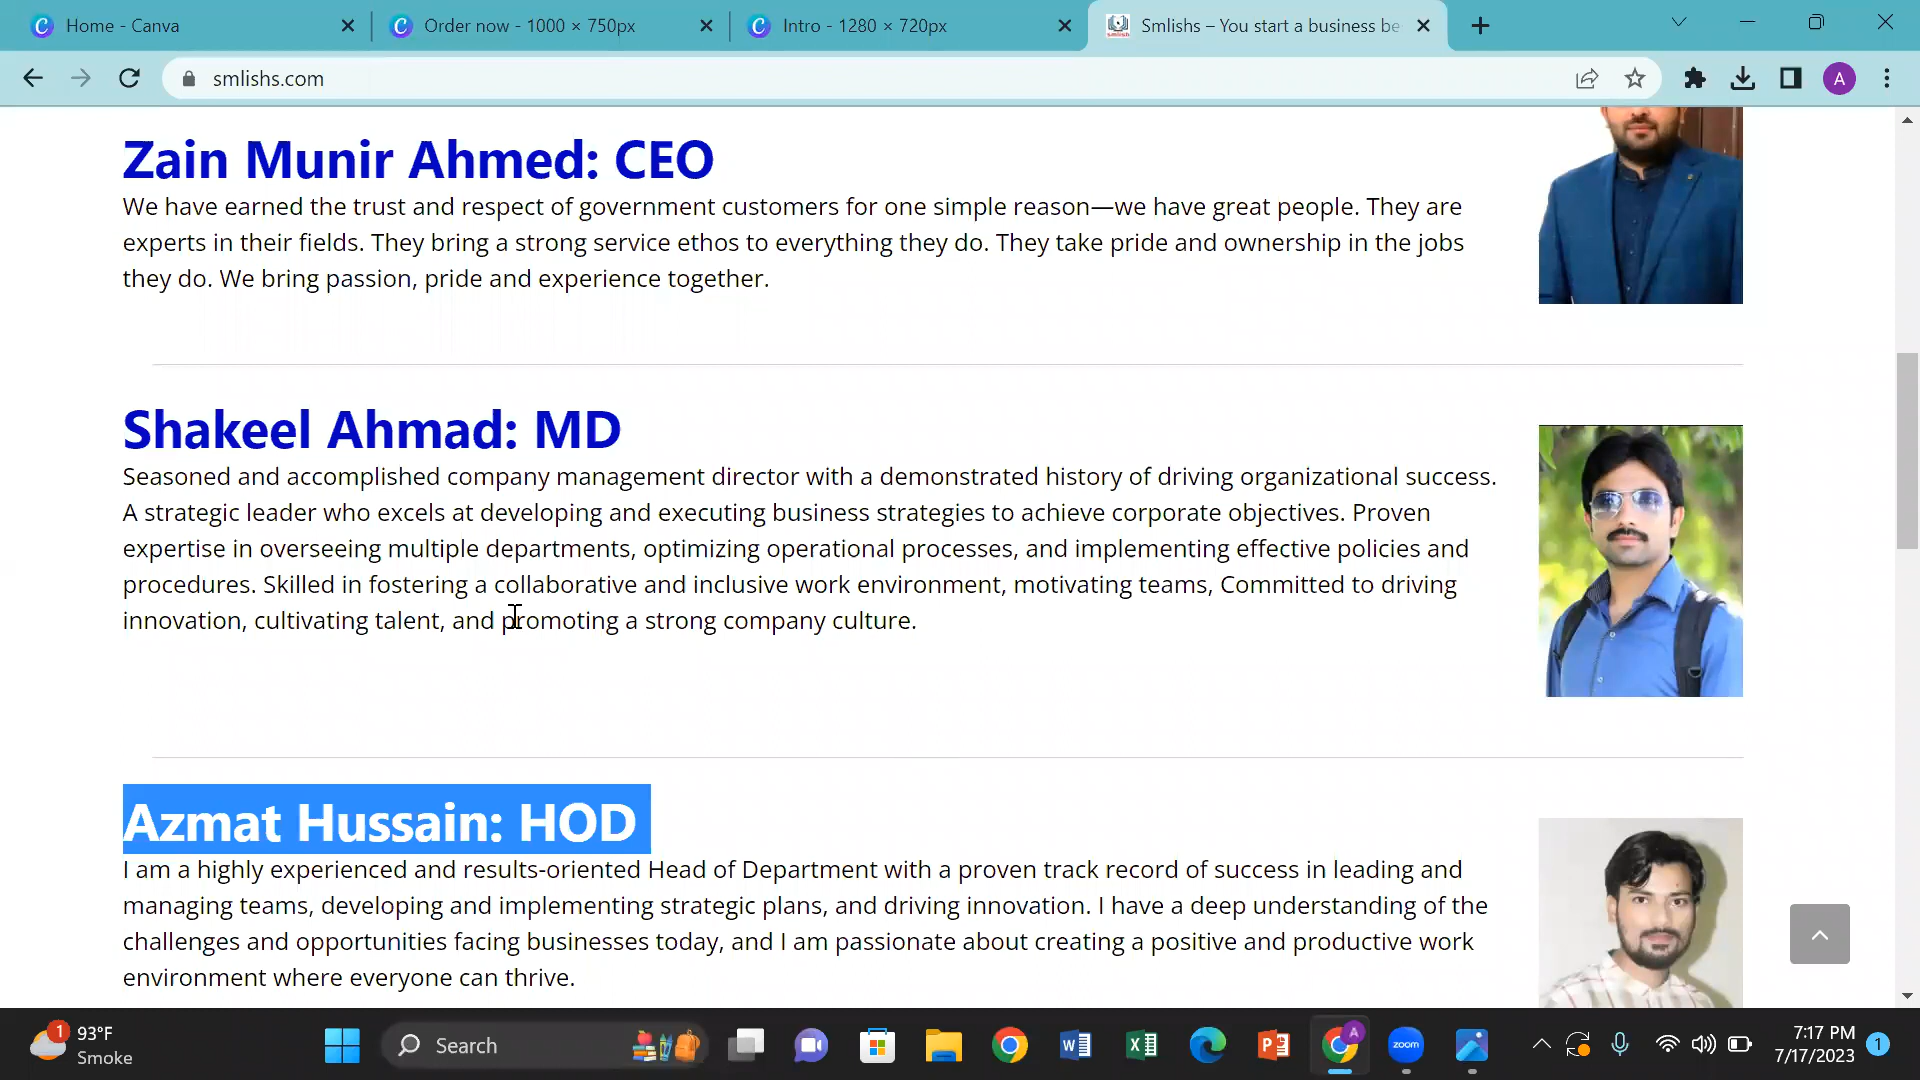 Home - Canva
Order now - 1000 × 750px
Intro - 1280 × 720px
Smlishs – You start a business be
smlishs.com
A
Zain Munir Ahmed: CEO
We have earned the trust and respect of government customers for one simple reason—we have great people. They are
experts in their fields. They bring a strong service ethos to everything they do. They take pride and ownership in the jobs
they do. We bring passion, pride and experience together.
Shakeel Ahmad: MD
Seasoned and accomplished company management director with a demonstrated history of driving organizational success.
A strategic leader who excels at developing and executing business strategies to achieve corporate objectives. Proven
expertise in overseeing multiple departments, optimizing operational processes, and implementing effective policies and
procedures. Skilled in fostering a collaborative and inclusive work environment, motivating teams, Committed to driving
innovation, cultivating talent, and promoting a strong company culture.
Azmat Hussain: HOD
I am a highly experienced and results-oriented Head of Department with a proven track record of success in leading and
managing teams, developing and implementing strategic plans, and driving innovation. I have a deep understanding of the
challenges and opportunities facing businesses today, and I am passionate about creating a positive and productive work
environment where everyone can thrive.
1
93°F
Smoke
Search
A
zoom
7:17 PM
7/17/2023
1